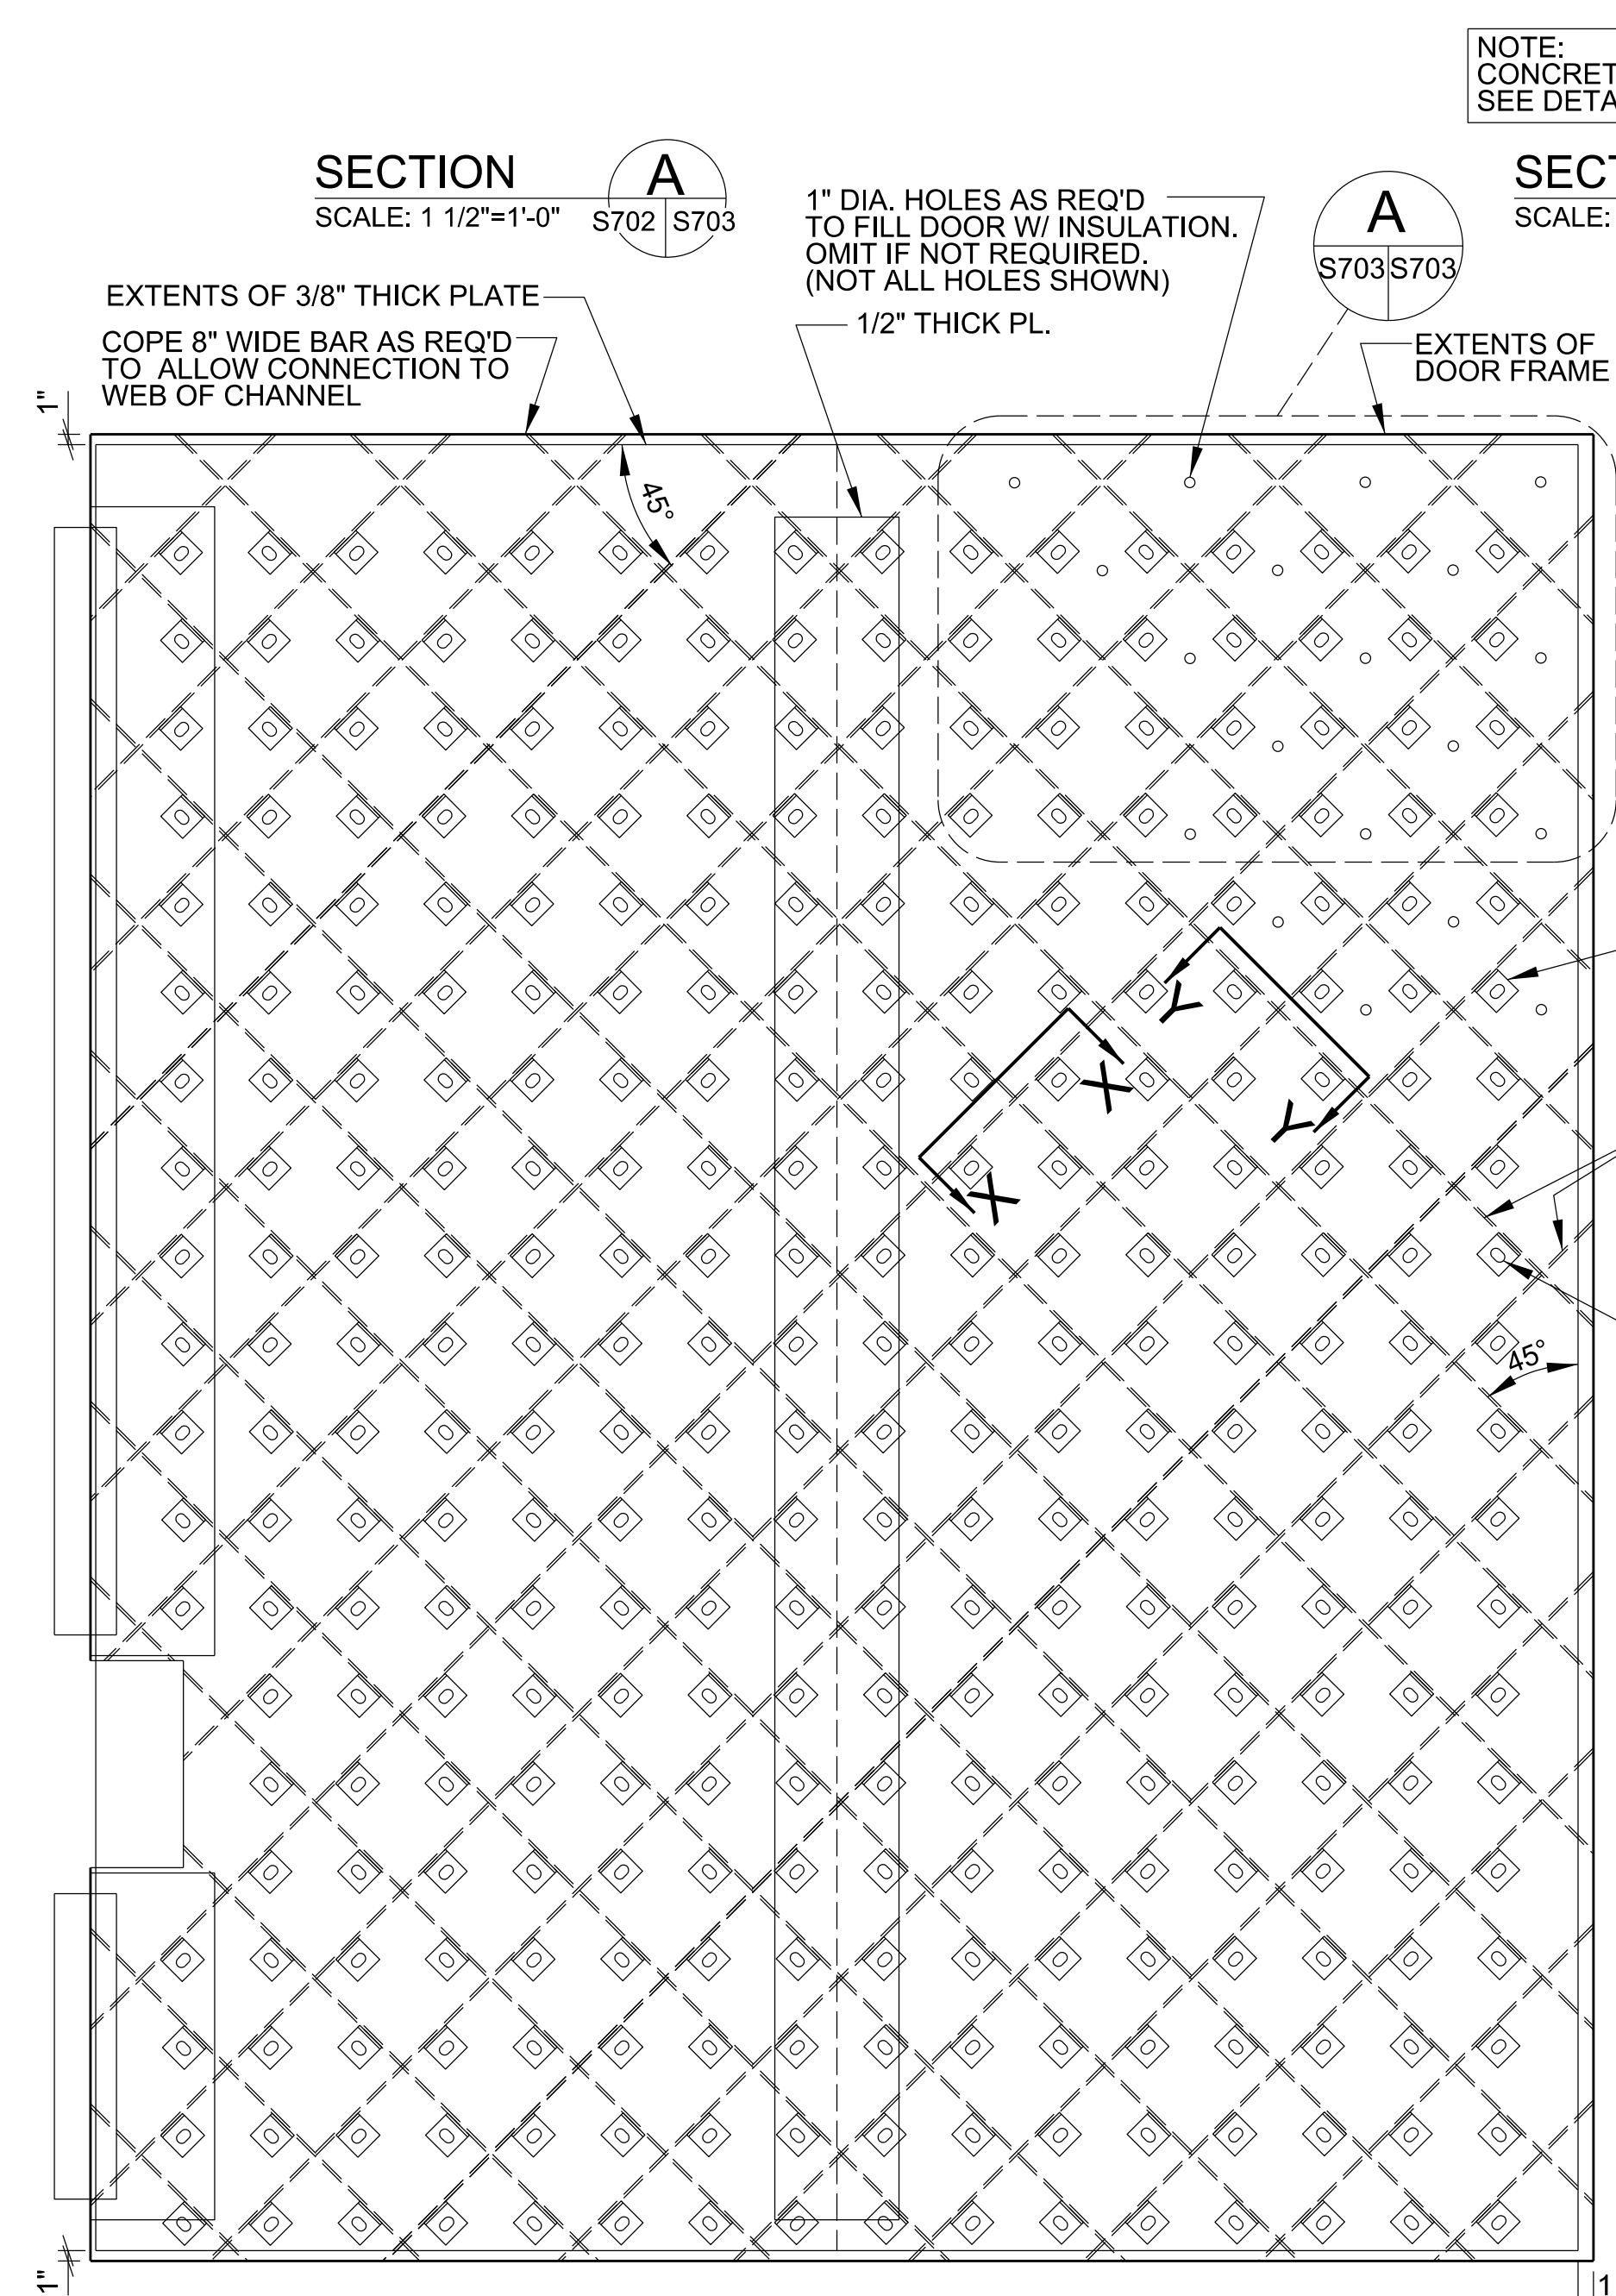 NOTE:
CONCRET
SEE DETA
SECTION
SCALE: 1 1/2"=1'-0"
A
S702 S703
1" DIA. HOLES AS REQ'D
TO FILL DOOR W/ INSULATION.
OMIT IF NOT REQUIRED.
(NOT ALL HOLES SHOWN)
A
S703 S703
SECT
SCALE:
EXTENTS OF 3/8" THICK PLATE
COPE 8" WIDE BAR AS REQ'D
TO ALLOW CONNECTION TO
WEB OF CHANNEL
1/2" THICK PL.
EXTENTS OF
DOOR FRAME
1"
45°
Y
X
Y
X
45°
1"
1